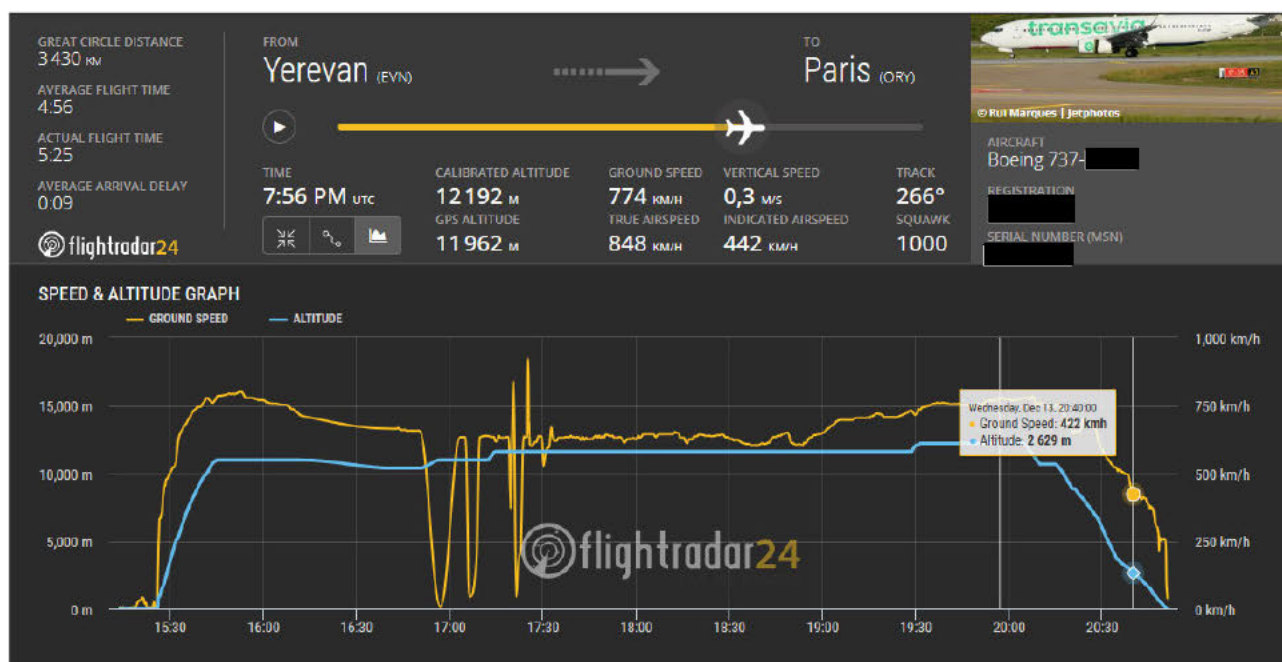 GREAT CIRCLE DISTANCE
3 430 KM
AVERAGE FLIGHT TIME
4:56
ACTUAL FLIGHT TIME
5:25
AVERAGE ARRIVAL DELAY
0:09
flightradar24
FROM
Yerevan (EVN)
TO
Paris (ORY)
TIME
7:56 PM UTC
CALIBRATED ALTITUDE
12 192 M
GPS ALTITUDE
11 962 M
GROUND SPEED
774 KM/H
TRUE AIRSPEED
848 KM/H
VERTICAL SPEED
0,3 M/S
INDICATED AIRSPEED
442 KM/H
TRACK
266°
SQUAWK
1000
transavia
© Rui Marques | Jetphotos
AIRCRAFT
Boeing 737-
REGISTRATION
SERIAL NUMBER (MSN)
SPEED & ALTITUDE GRAPH
GROUND SPEED ALTITUDE
20,000 m 1,000 km/h
15,000 m 750 km/h
Wednesday, Dec 13, 20:40:00
Ground Speed: 422 kmh
Altitude: 2 629 m
10,000 m 500 km/h
5,000 m 250 km/h
flightradar24
0 m 0 km/h
15:30 16:00 16:30 17:00 17:30 18:00 18:30 19:00 19:30 20:00 20:30